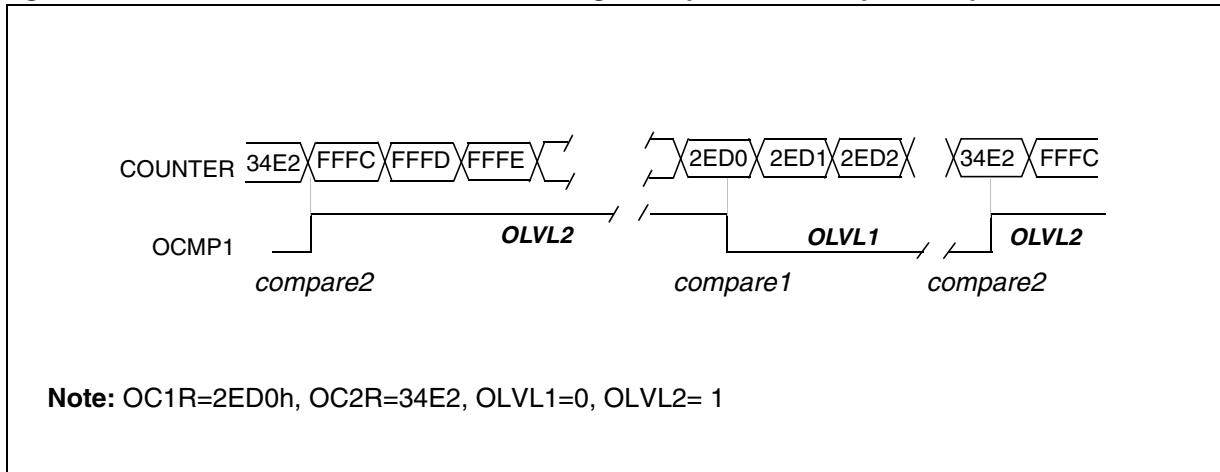 COUNTER 34E2 FFFC FFFD FFFE 2ED0 2ED1 2ED2 34E2 FFFC
OCMP1 OLVL2 OLVL1 OLVL2
compare2 compare1 compare2
Note: OC1R=2ED0h, OC2R=34E2, OLVL1=0, OLVL2= 1